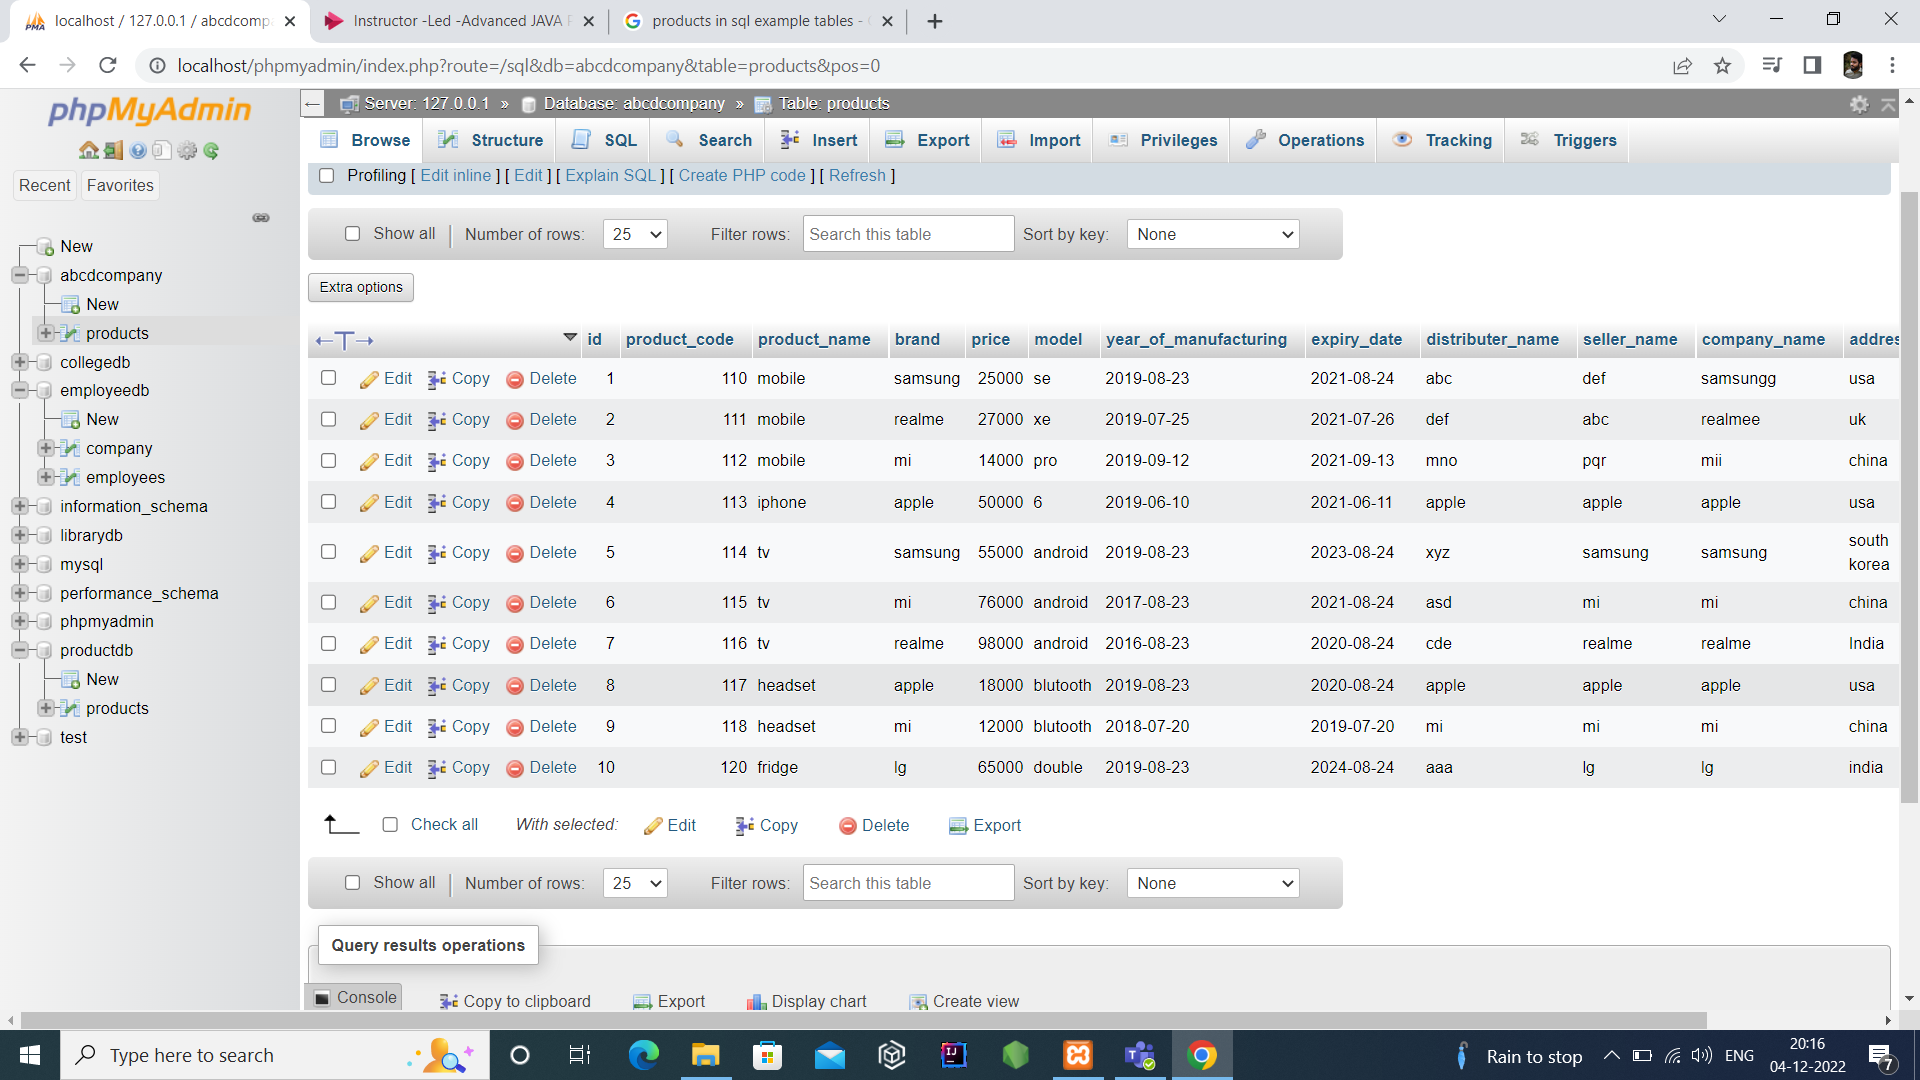 localhost / 127.0.0.1 / abcdcomp
Instructor -Led -Advanced JAVA
products in sql example tables -
localhost/phpmyadmin/index.php?route=/sql&db=abcdcompany&table=products&pos=0
phpMyAdmin
Recent Favorites
New
abcdcompany
New
products
collegedb
employeedb
New
company
employees
information_schema
librarydb
mysql
performance_schema
phpmyadmin
productdb
New
products
test
Server: 127.0.0.1 » Database: abcdcompany » Table: products
Browse Structure SQL Search Insert Export Import Privileges Operations Tracking Triggers
Profiling [ Edit inline ] [ Edit ] [ Explain SQL ] [ Create PHP code ] [ Refresh ]
Show all Number of rows: 25 Filter rows: Search this table Sort by key: None
Extra options
←T→ id product_code product_name brand price model year_of_manufacturing expiry_date distributer_name seller_name company_name addres
Edit Copy Delete 1 110 mobile samsung 25000 se 2019-08-23 2021-08-24 abc def samsungg usa
Edit Copy Delete 2 111 mobile realme 27000 xe 2019-07-25 2021-07-26 def abc realmee uk
Edit Copy Delete 3 112 mobile mi 14000 pro 2019-09-12 2021-09-13 mno pqr mii china
Edit Copy Delete 4 113 iphone apple 50000 6 2019-06-10 2021-06-11 apple apple apple usa
Edit Copy Delete 5 114 tv samsung 55000 android 2019-08-23 2023-08-24 xyz samsung samsung south korea
Edit Copy Delete 6 115 tv mi 76000 android 2017-08-23 2021-08-24 asd mi mi china
Edit Copy Delete 7 116 tv realme 98000 android 2016-08-23 2020-08-24 cde realme realme India
Edit Copy Delete 8 117 headset apple 18000 blutooth 2019-08-23 2020-08-24 apple apple apple usa
Edit Copy Delete 9 118 headset mi 12000 blutooth 2018-07-20 2019-07-20 mi mi mi china
Edit Copy Delete 10 120 fridge lg 65000 double 2019-08-23 2024-08-24 aaa lg lg india
Check all With selected: Edit Copy Delete Export
Show all Number of rows: 25 Filter rows: Search this table Sort by key: None
Query results operations
Console Copy to clipboard Export Display chart Create view
Type here to search
Rain to stop ENG
20:16
04-12-2022
7